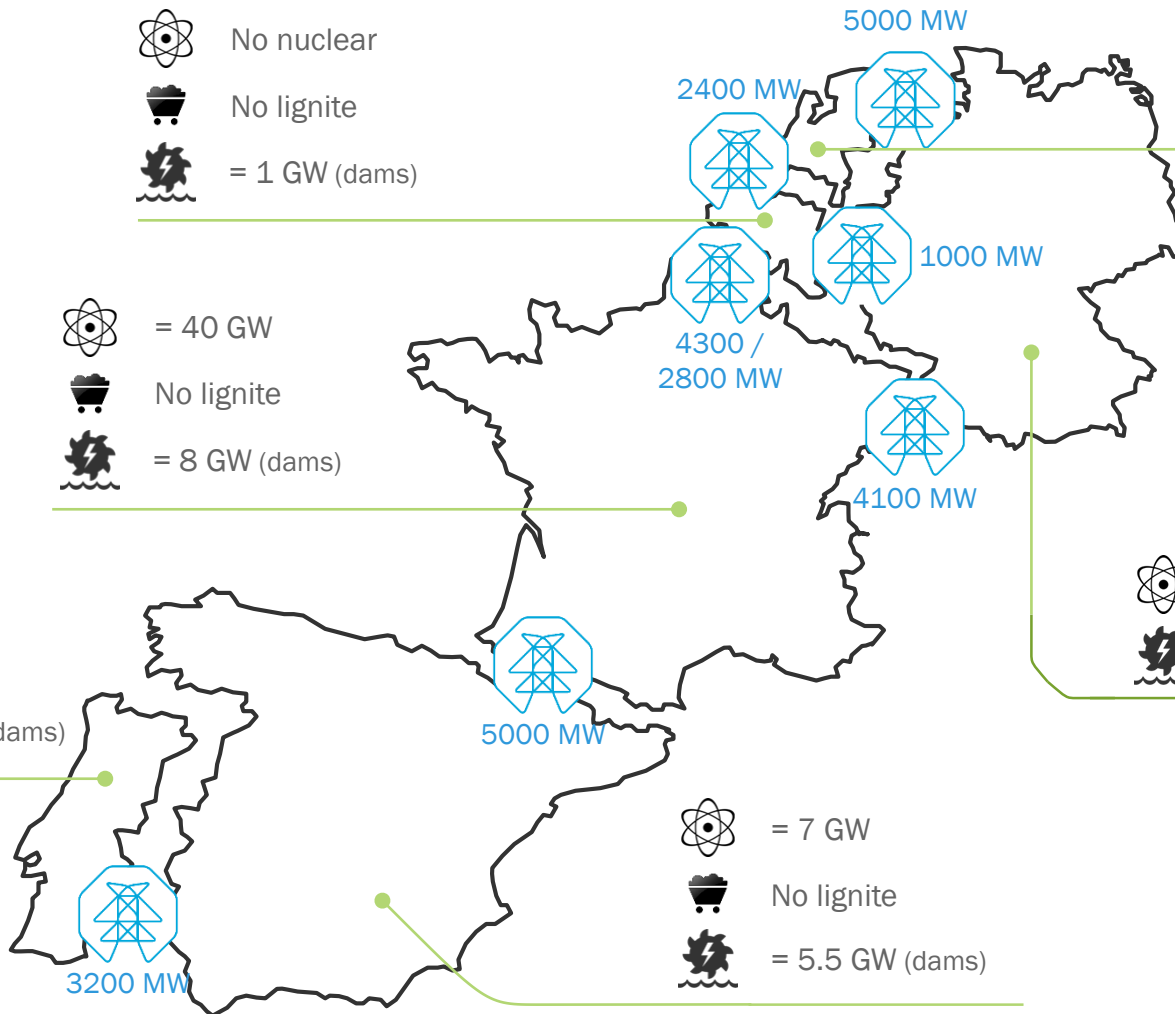 5000 MW
No nuclear
2400 MW
No lignite
= 1 GW (dams)
1000 MW
= 40 GW
4300 /
2800 MW
No lignite
= 8 GW (dams)
4100 MW
5000 MW
dams)
= 7 GW
No lignite
= 5.5 GW (dams)
3200 MW